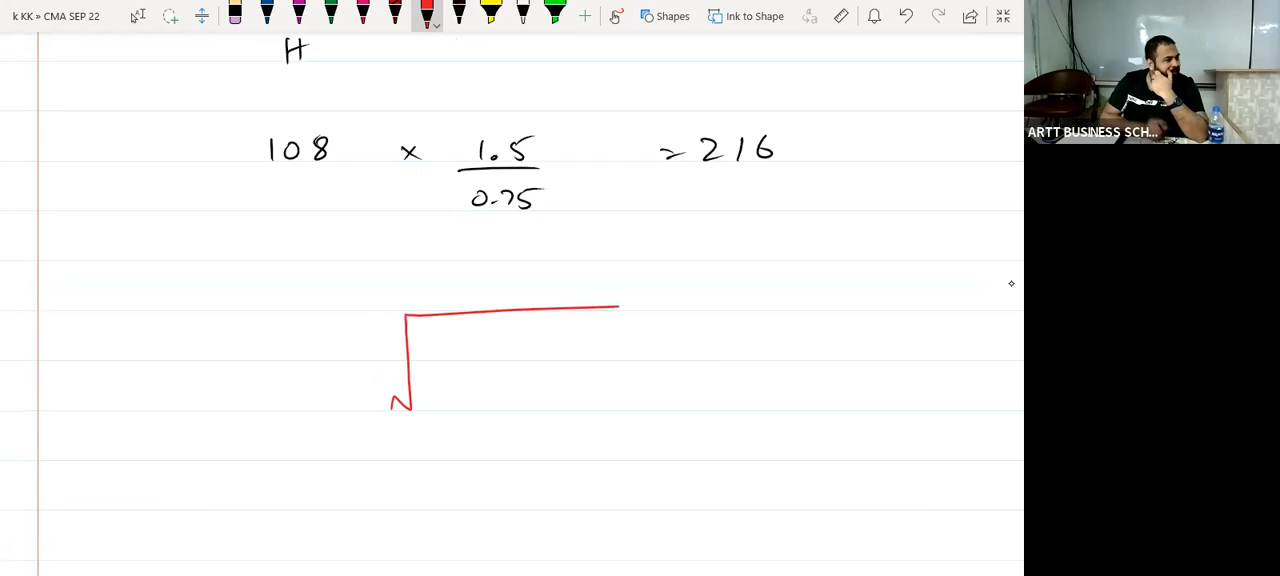 k KK » CMA SEP 22
Shapes
Ink to Shape
H
108 × 1.5 = 216
0.75
√
ARTT BUSINESS SCH...